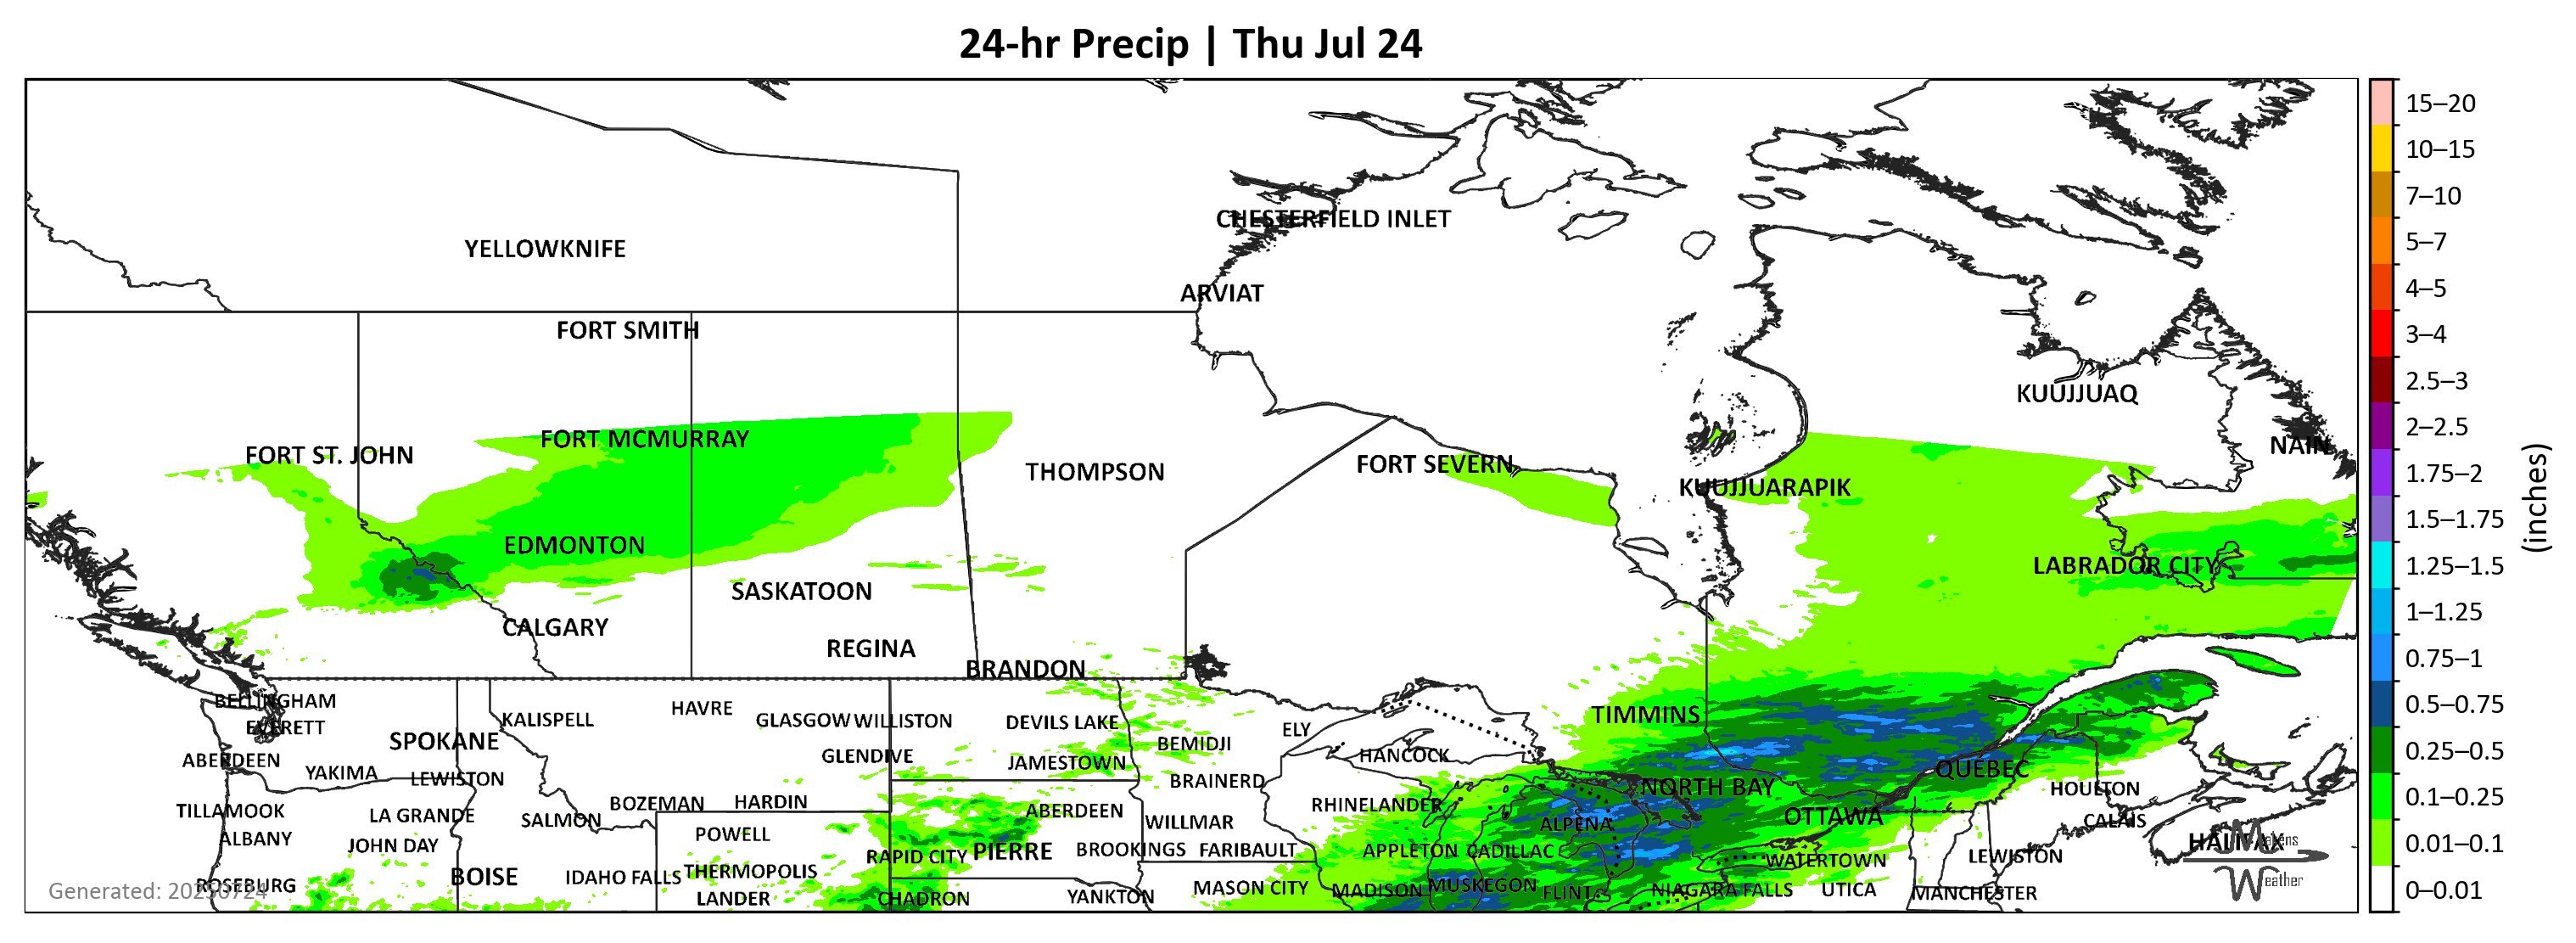 24-hr Precip | Thu Jul 24
CHESTERFIELD INLET
YELLOWKNIFE
ARVIAT
FORT SMITH
KUUJJUAQ
FORT MCMURRAY
NAIN
FORT ST. JOHN
FORT SEVERN
THOMPSON
KUUJJUARAPIK
EDMONTON
LABRADOR CITY
SASKATOON
CALGARY
REGINA
BRANDON
BELLINGHAM
HAVRE
TIMMINS
KALISPELL
GLASGOW
WILLISTON
DEVILS LAKE
EVERETT
ELY
SPOKANE
BEMIDJI
GLENDIVE
HANCOCK
ABERDEEN
JAMESTOWN
QUEBEC
YAKIMA
LEWISTON
BRAINERD
NORTH BAY
HOULTON
BOZEMAN
HARDIN
RHINELANDER
TILLAMOOK
LA GRANDE
SALMON
ABERDEEN
WILLMAR
ALPENA
OTTAWA
CALAIS
ALBANY
POWELL
HALIFAX
JOHN DAY
RAPID CITY
PIERRE
BROOKINGS
FARIBAULT
APPLETON
CADILLAC
WATERTOWN
LEWISTON
BOISE
IDAHO FALLS
THERMOPOLIS
ROSEBURG
MASON CITY
MADISON
MUSKEGON
FLINT
NIAGARA FALLS
UTICA
MANCHESTER
LANDER
CHADRON
YANKTON
Generated: 20250724
Weather
15–20
10–15
7–10
5–7
4–5
3–4
2.5–3
2–2.5
1.75–2
1.5–1.75
1.25–1.5
1–1.25
0.75–1
0.5–0.75
0.25–0.5
0.1–0.25
0.01–0.1
0–0.01
(inches)